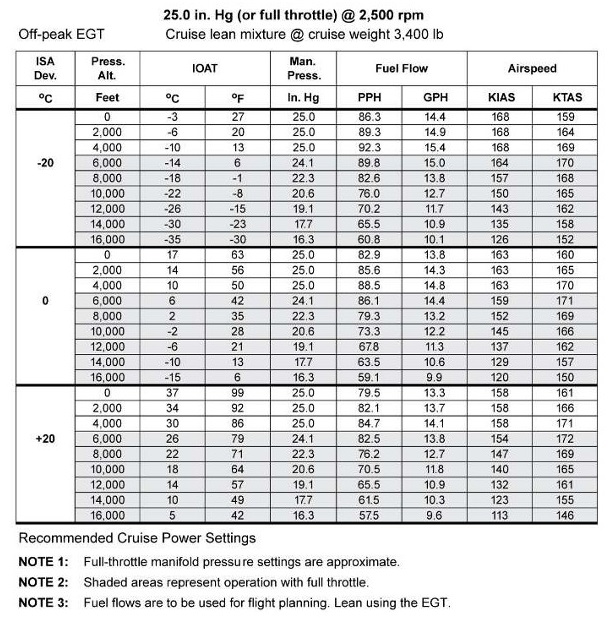 25.0 in. Hg (or full throttle) @ 2,500 rpm
Off-peak EGT Cruise lean mixture @ cruise weight 3,400 lb
ISA Dev. Press. Alt. IOAT Man. Press. Fuel Flow Airspeed
ºC Feet ºC ºF In. Hg PPH GPH KIAS KTAS
0 -3 27 25.0 86.3 14.4 168 159
2,000 -6 20 25.0 89.3 14.9 168 164
4,000 -10 13 25.0 92.3 15.4 168 169
-20 6,000 -14 6 24.1 89.8 15.0 164 170
8,000 -18 -1 22.3 82.6 13.8 157 168
10,000 -22 -8 20.6 76.0 12.7 150 165
12,000 -26 -15 19.1 70.2 11.7 143 162
14,000 -30 -23 17.7 65.5 10.9 135 158
16,000 -35 -30 16.3 60.8 10.1 126 152
0 17 63 25.0 82.9 13.8 163 160
2,000 14 56 25.0 85.6 14.3 163 165
4,000 10 50 25.0 88.5 14.8 163 170
0 6,000 6 42 24.1 86.1 14.4 159 171
8,000 2 35 22.3 79.3 13.2 152 169
10,000 -2 28 20.6 73.3 12.2 145 166
12,000 -6 21 19.1 67.8 11.3 137 162
14,000 -10 13 17.7 63.5 10.6 129 157
16,000 -15 6 16.3 59.1 9.9 120 150
0 37 99 25.0 79.5 13.3 158 161
2,000 34 92 25.0 82.1 13.7 158 166
4,000 30 86 25.0 84.7 14.1 158 171
+20 6,000 26 79 24.1 82.5 13.8 154 172
8,000 22 71 22.3 76.2 12.7 147 169
10,000 18 64 20.6 70.5 11.8 140 165
12,000 14 57 19.1 65.5 10.9 132 161
14,000 10 49 17.7 61.5 10.3 123 155
16,000 5 42 16.3 57.5 9.6 113 146
Recommended Cruise Power Settings
NOTE 1: Full-throttle manifold pressure settings are approximate.
NOTE 2: Shaded areas represent operation with full throttle.
NOTE 3: Fuel flows are to be used for flight planning. Lean using the EGT.